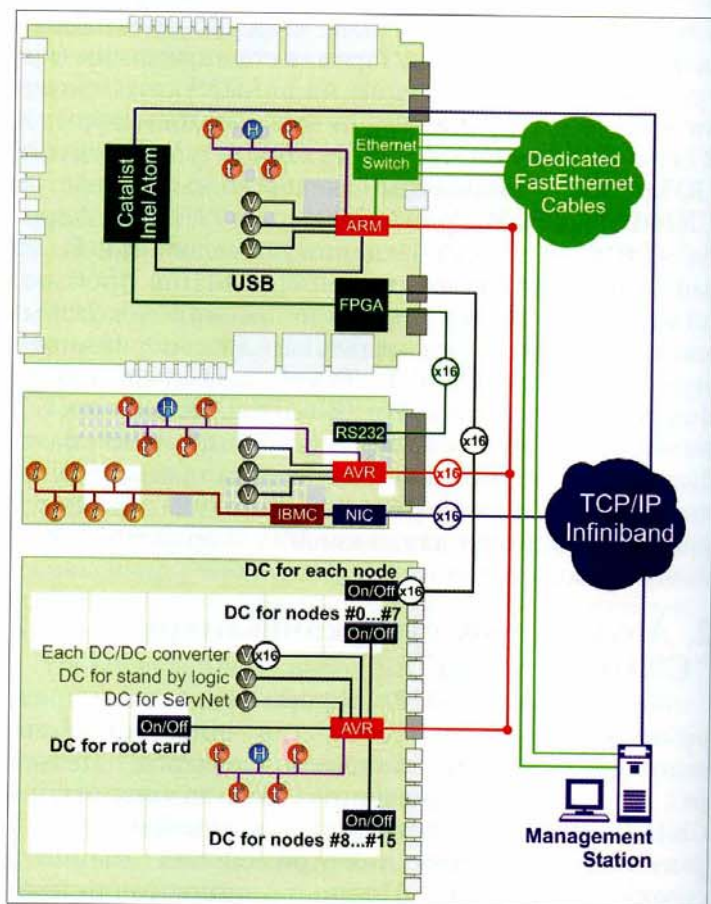 t°
H
t°
t°
t°
Catalist
Intel Atom
V
V
V
USB
Ethernet
Switch
ARM
FPGA
Dedicated
FastEthernet
Cables
x16
x16
t°
H
t°
t°
t°
V
V
V
RS232
AVR
x16
IBMC
NIC
x16
TCP/IP
Infiniband
DC for each node
On/Off
x16
DC for nodes #0...#7
On/Off
Each DC/DC converter
V
x16
DC for stand by logic
V
DC for ServNet
V
On/Off
AVR
DC for root card
t°
H
t°
t°
t°
On/Off
DC for nodes #8...#15
Management
Station